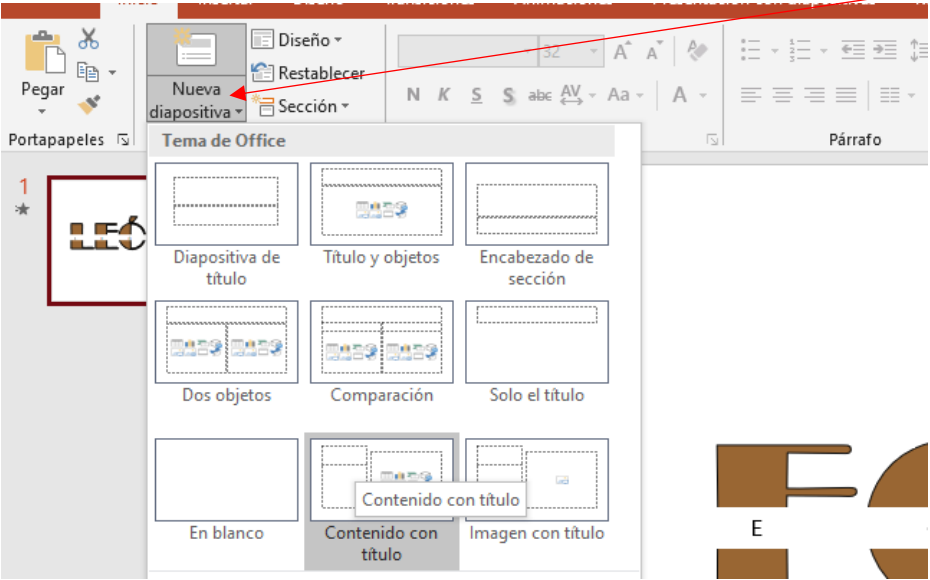 Diseño
32
Restablecer
Pegar
Nueva diapositiva
Sección
N K S S abc AV Aa A
Portapapeles
Párrafo
Tema de Office
1
LEÓ
Diapositiva de título
Título y objetos
Encabezado de sección
Dos objetos
Comparación
Solo el título
Contenido con título
En blanco
Contenido con título
Imagen con título
E